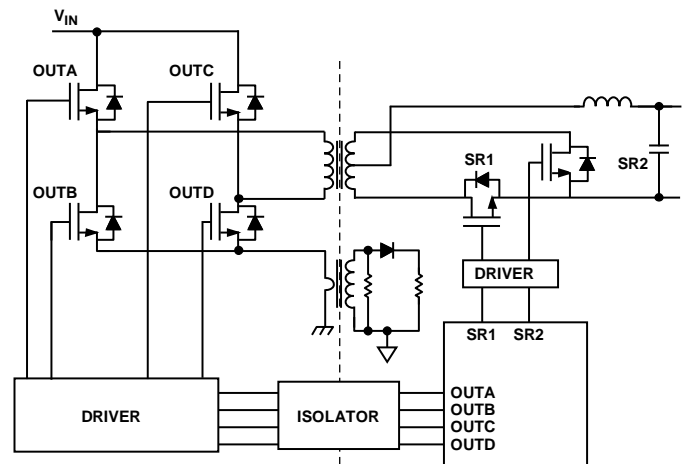 VIN
OUTA
OUTC
OUTB
OUTD
SR1
SR2
DRIVER
SR1 SR2
DRIVER
ISOLATOR
OUTA
OUTB
OUTC
OUTD